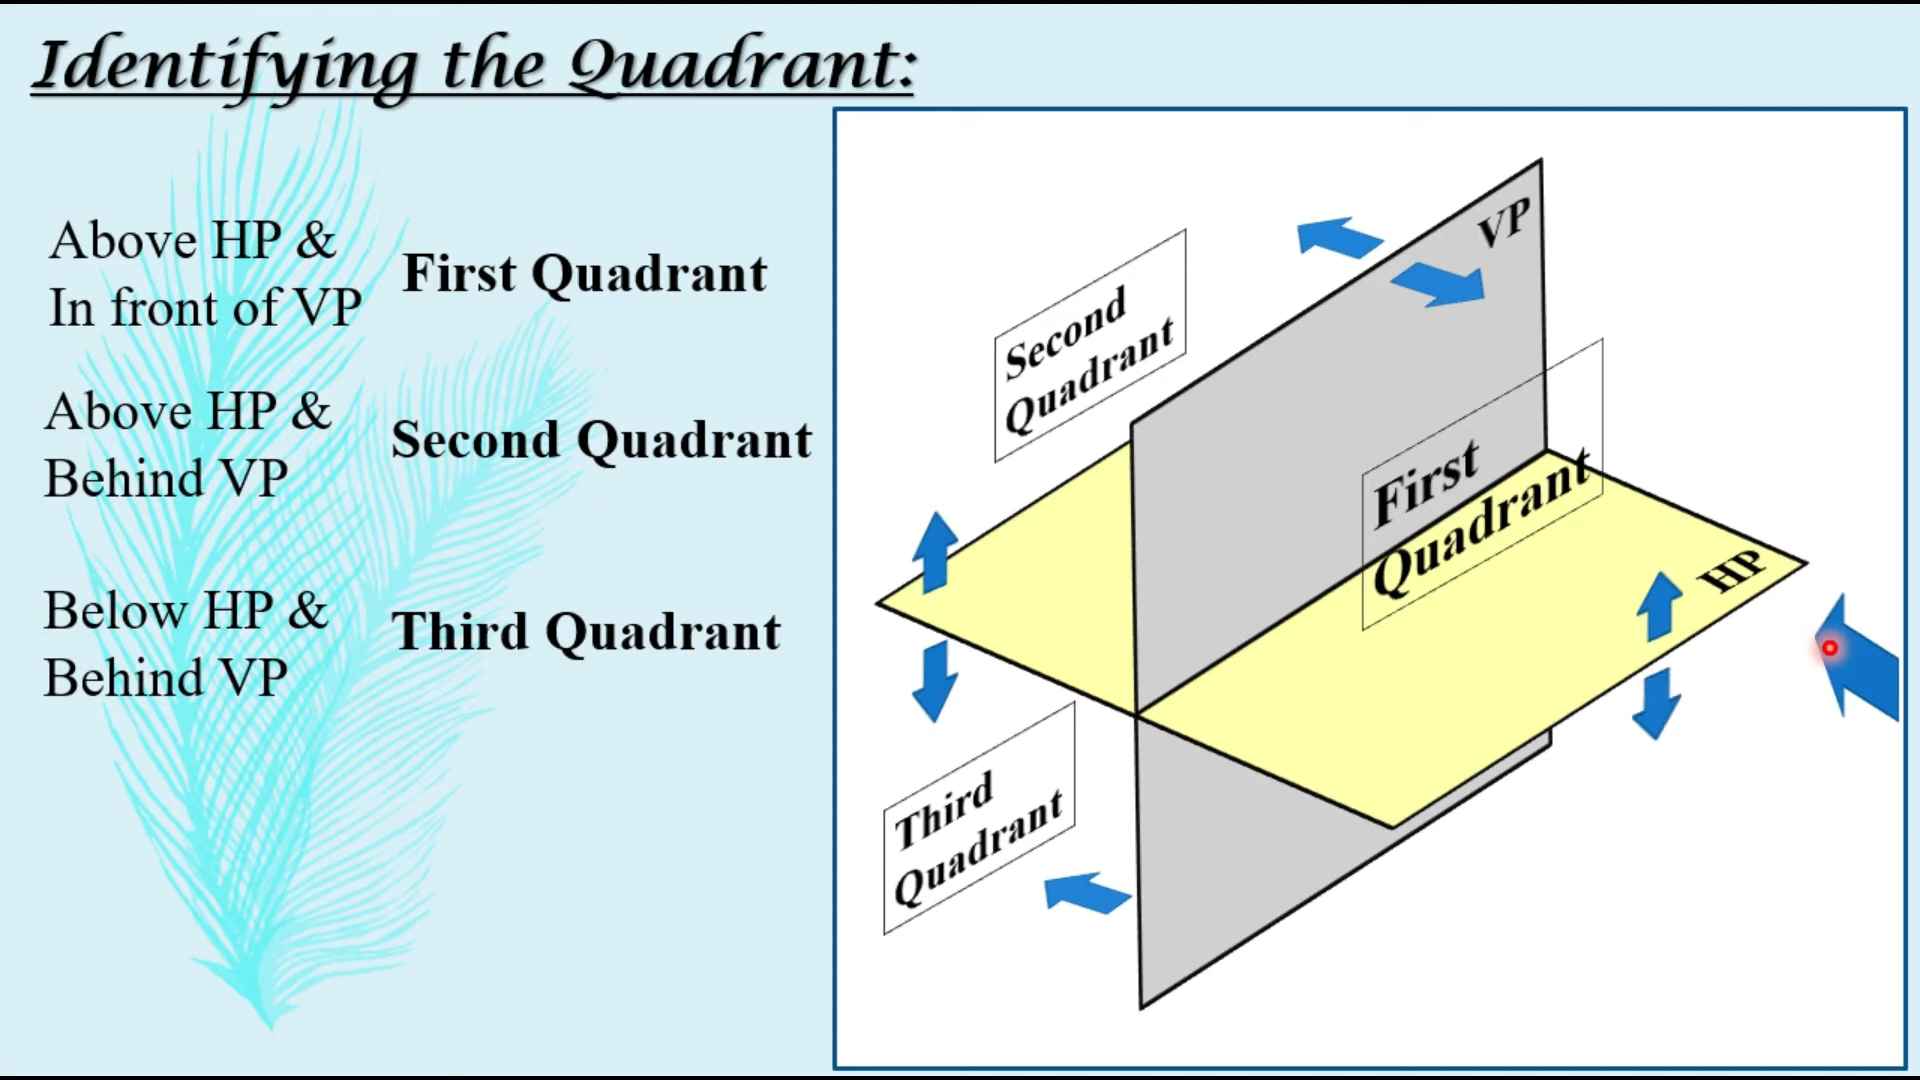 Identifying the Quadrant:
Above HP &
In front of VP
First Quadrant
Above HP &
Behind VP
Second Quadrant
Below HP &
Behind VP
Third Quadrant
VP
Second
Quadrant
First
Quadrant
HP
Third
Quadrant